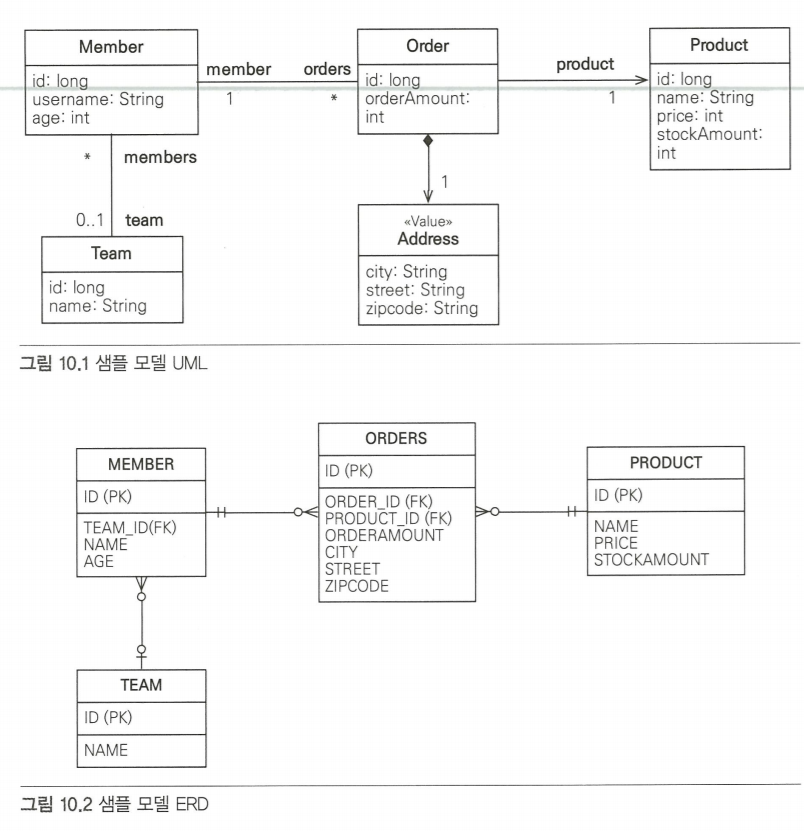 Member
id: long
username: String
age: int
member
1
orders
*
Order
id: long
orderAmount:
int
product
1
Product
id: long
name: String
price: int
stockAmount:
int
*
members
0..1
team
Team
id: long
name: String
1
«Value»
Address
city: String
street: String
zipcode: String
그림 10.1 샘플 모델 UML
MEMBER
ID (PK)
TEAM_ID(FK)
NAME
AGE
ORDERS
ID (PK)
ORDER_ID (FK)
PRODUCT_ID (FK)
ORDERAMOUNT
CITY
STREET
ZIPCODE
PRODUCT
ID (PK)
NAME
PRICE
STOCKAMOUNT
TEAM
ID (PK)
NAME
그림 10.2 샘플 모델 ERD